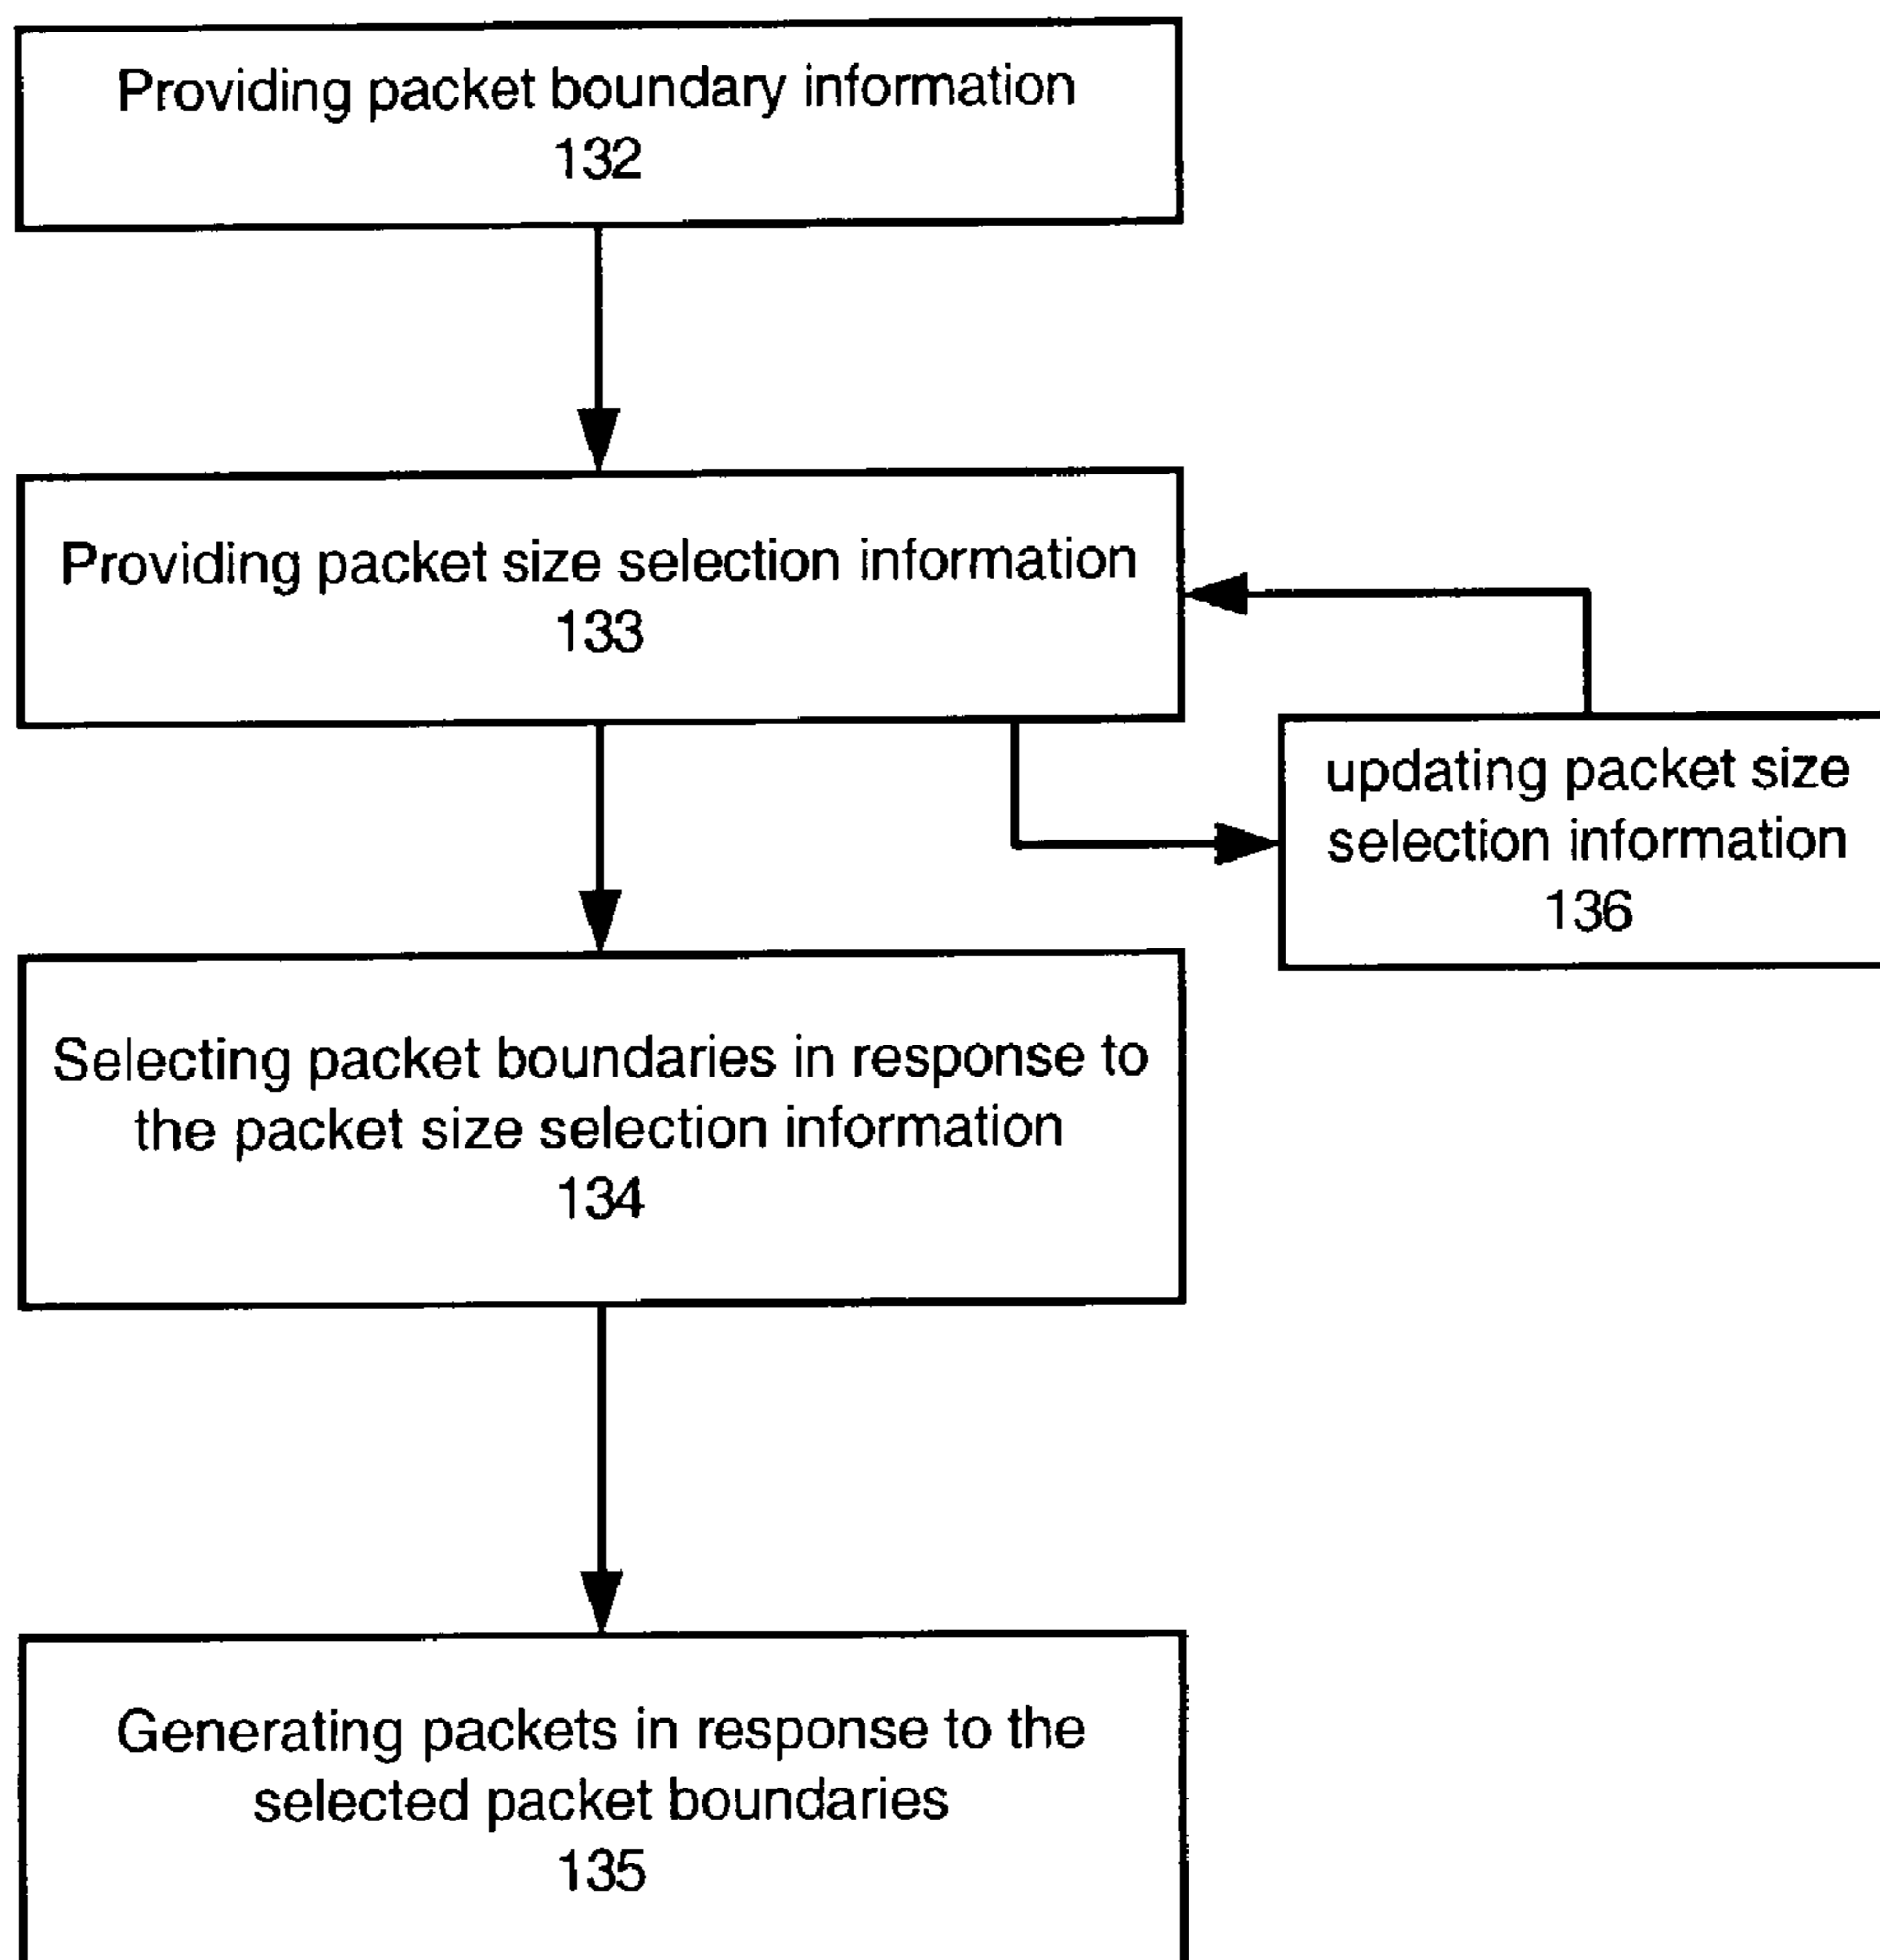 Providing packet boundary information
132
Providing packet size selection information
133
updating packet size
selection information
136
Selecting packet boundaries in response to
the packet size selection information
134
Generating packets in response to the
selected packet boundaries
135